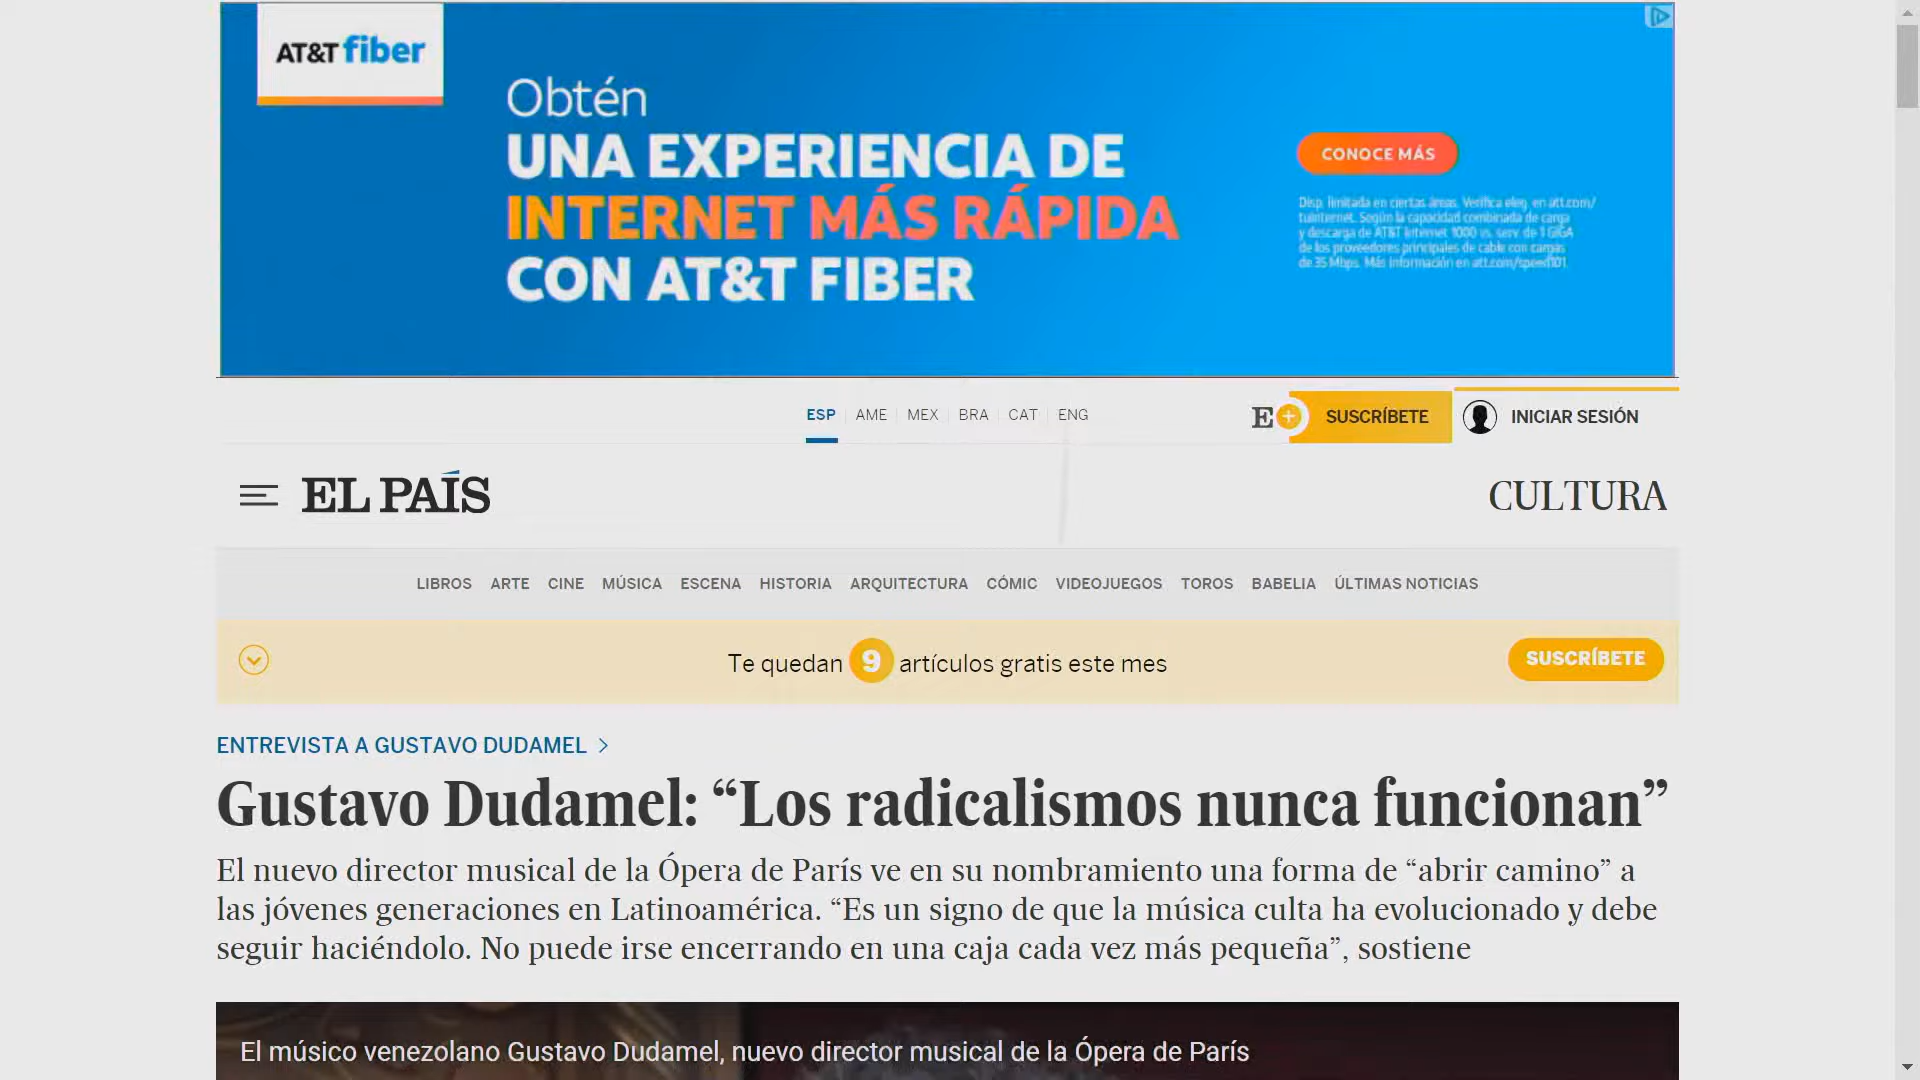 AT&T fiber
Obtén
UNA EXPERIENCIA DE
INTERNET MÁS RÁPIDA
CON AT&T FIBER
CONOCE MÁS
Disp. limitada en ciertas áreas. Verifica eleg. en att.com/
tuinternet. Según la capacidad combinada de carga
y descarga de AT&T Internet 1000 vs. serv. de 1 GIGA
de los proveedores principales de cable con cargas
de 35 Mbps. Más información en att.com/speed101.
ESP AME MEX BRA CAT ENG
E+ SUSCRÍBETE INICIAR SESIÓN
EL PAÍS
CULTURA
LIBROS ARTE CINE MÚSICA ESCENA HISTORIA ARQUITECTURA CÓMIC VIDEOJUEGOS TOROS BABELIA ÚLTIMAS NOTICIAS
Te quedan 9 artículos gratis este mes
SUSCRÍBETE
ENTREVISTA A GUSTAVO DUDAMEL >
Gustavo Dudamel: “Los radicalismos nunca funcionan”
El nuevo director musical de la Ópera de París ve en su nombramiento una forma de “abrir camino” a
las jóvenes generaciones en Latinoamérica. “Es un signo de que la música culta ha evolucionado y debe
seguir haciéndolo. No puede irse encerrando en una caja cada vez más pequeña”, sostiene
El músico venezolano Gustavo Dudamel, nuevo director musical de la Ópera de París